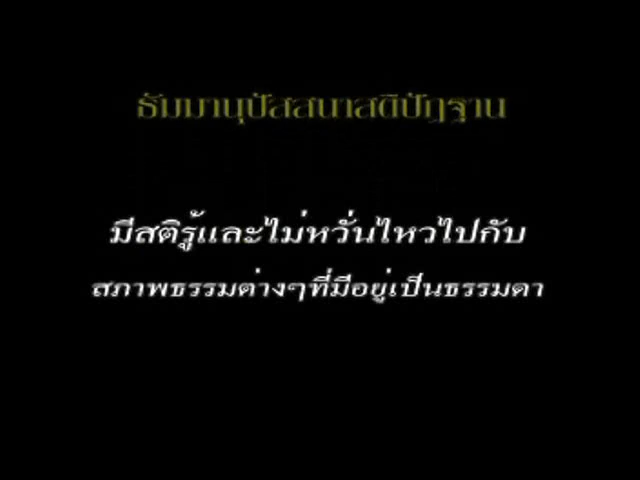 ธัมมานุปัสสนาสติปัฏฐาน
มีสติรู้และไม่หวั่นไหวไปกับ
สภาพธรรมต่างๆที่มีอยู่เป็นธรรมดา